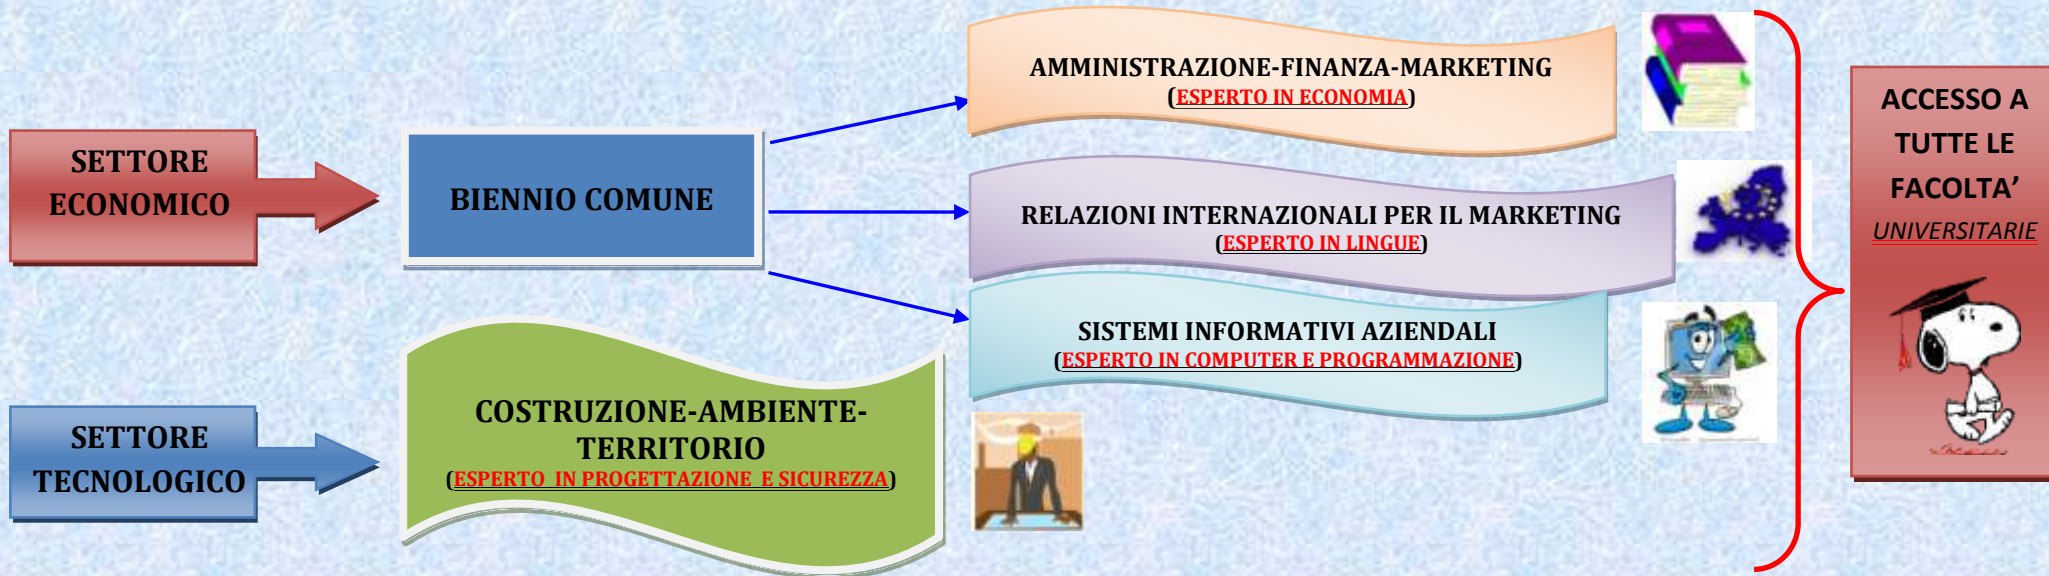 SETTORE
ECONOMICO
BIENNIO COMUNE
AMMINISTRAZIONE-FINANZA-MARKETING
(ESPERTO IN ECONOMIA)
RELAZIONI INTERNAZIONALI PER IL MARKETING
(ESPERTO IN LINGUE)
SISTEMI INFORMATIVI AZIENDALI
(ESPERTO IN COMPUTER E PROGRAMMAZIONE)
SETTORE
TECNOLOGICO
COSTRUZIONE-AMBIENTE-
TERRITORIO
(ESPERTO IN PROGETTAZIONE E SICUREZZA)
ACCESSO A
TUTTE LE
FACOLTA’
UNIVERSITARIE